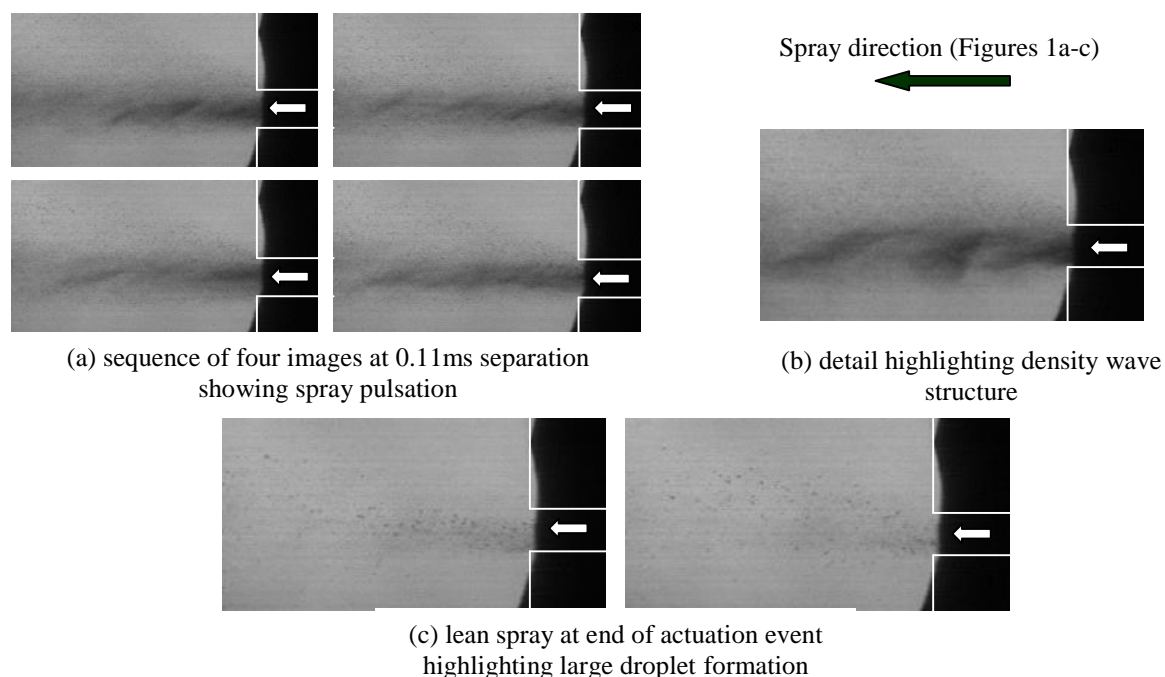 Spray direction (Figures 1a-c)
(a) sequence of four images at 0.11ms separation
showing spray pulsation
(b) detail highlighting density wave
structure
(c) lean spray at end of actuation event
highlighting large droplet formation